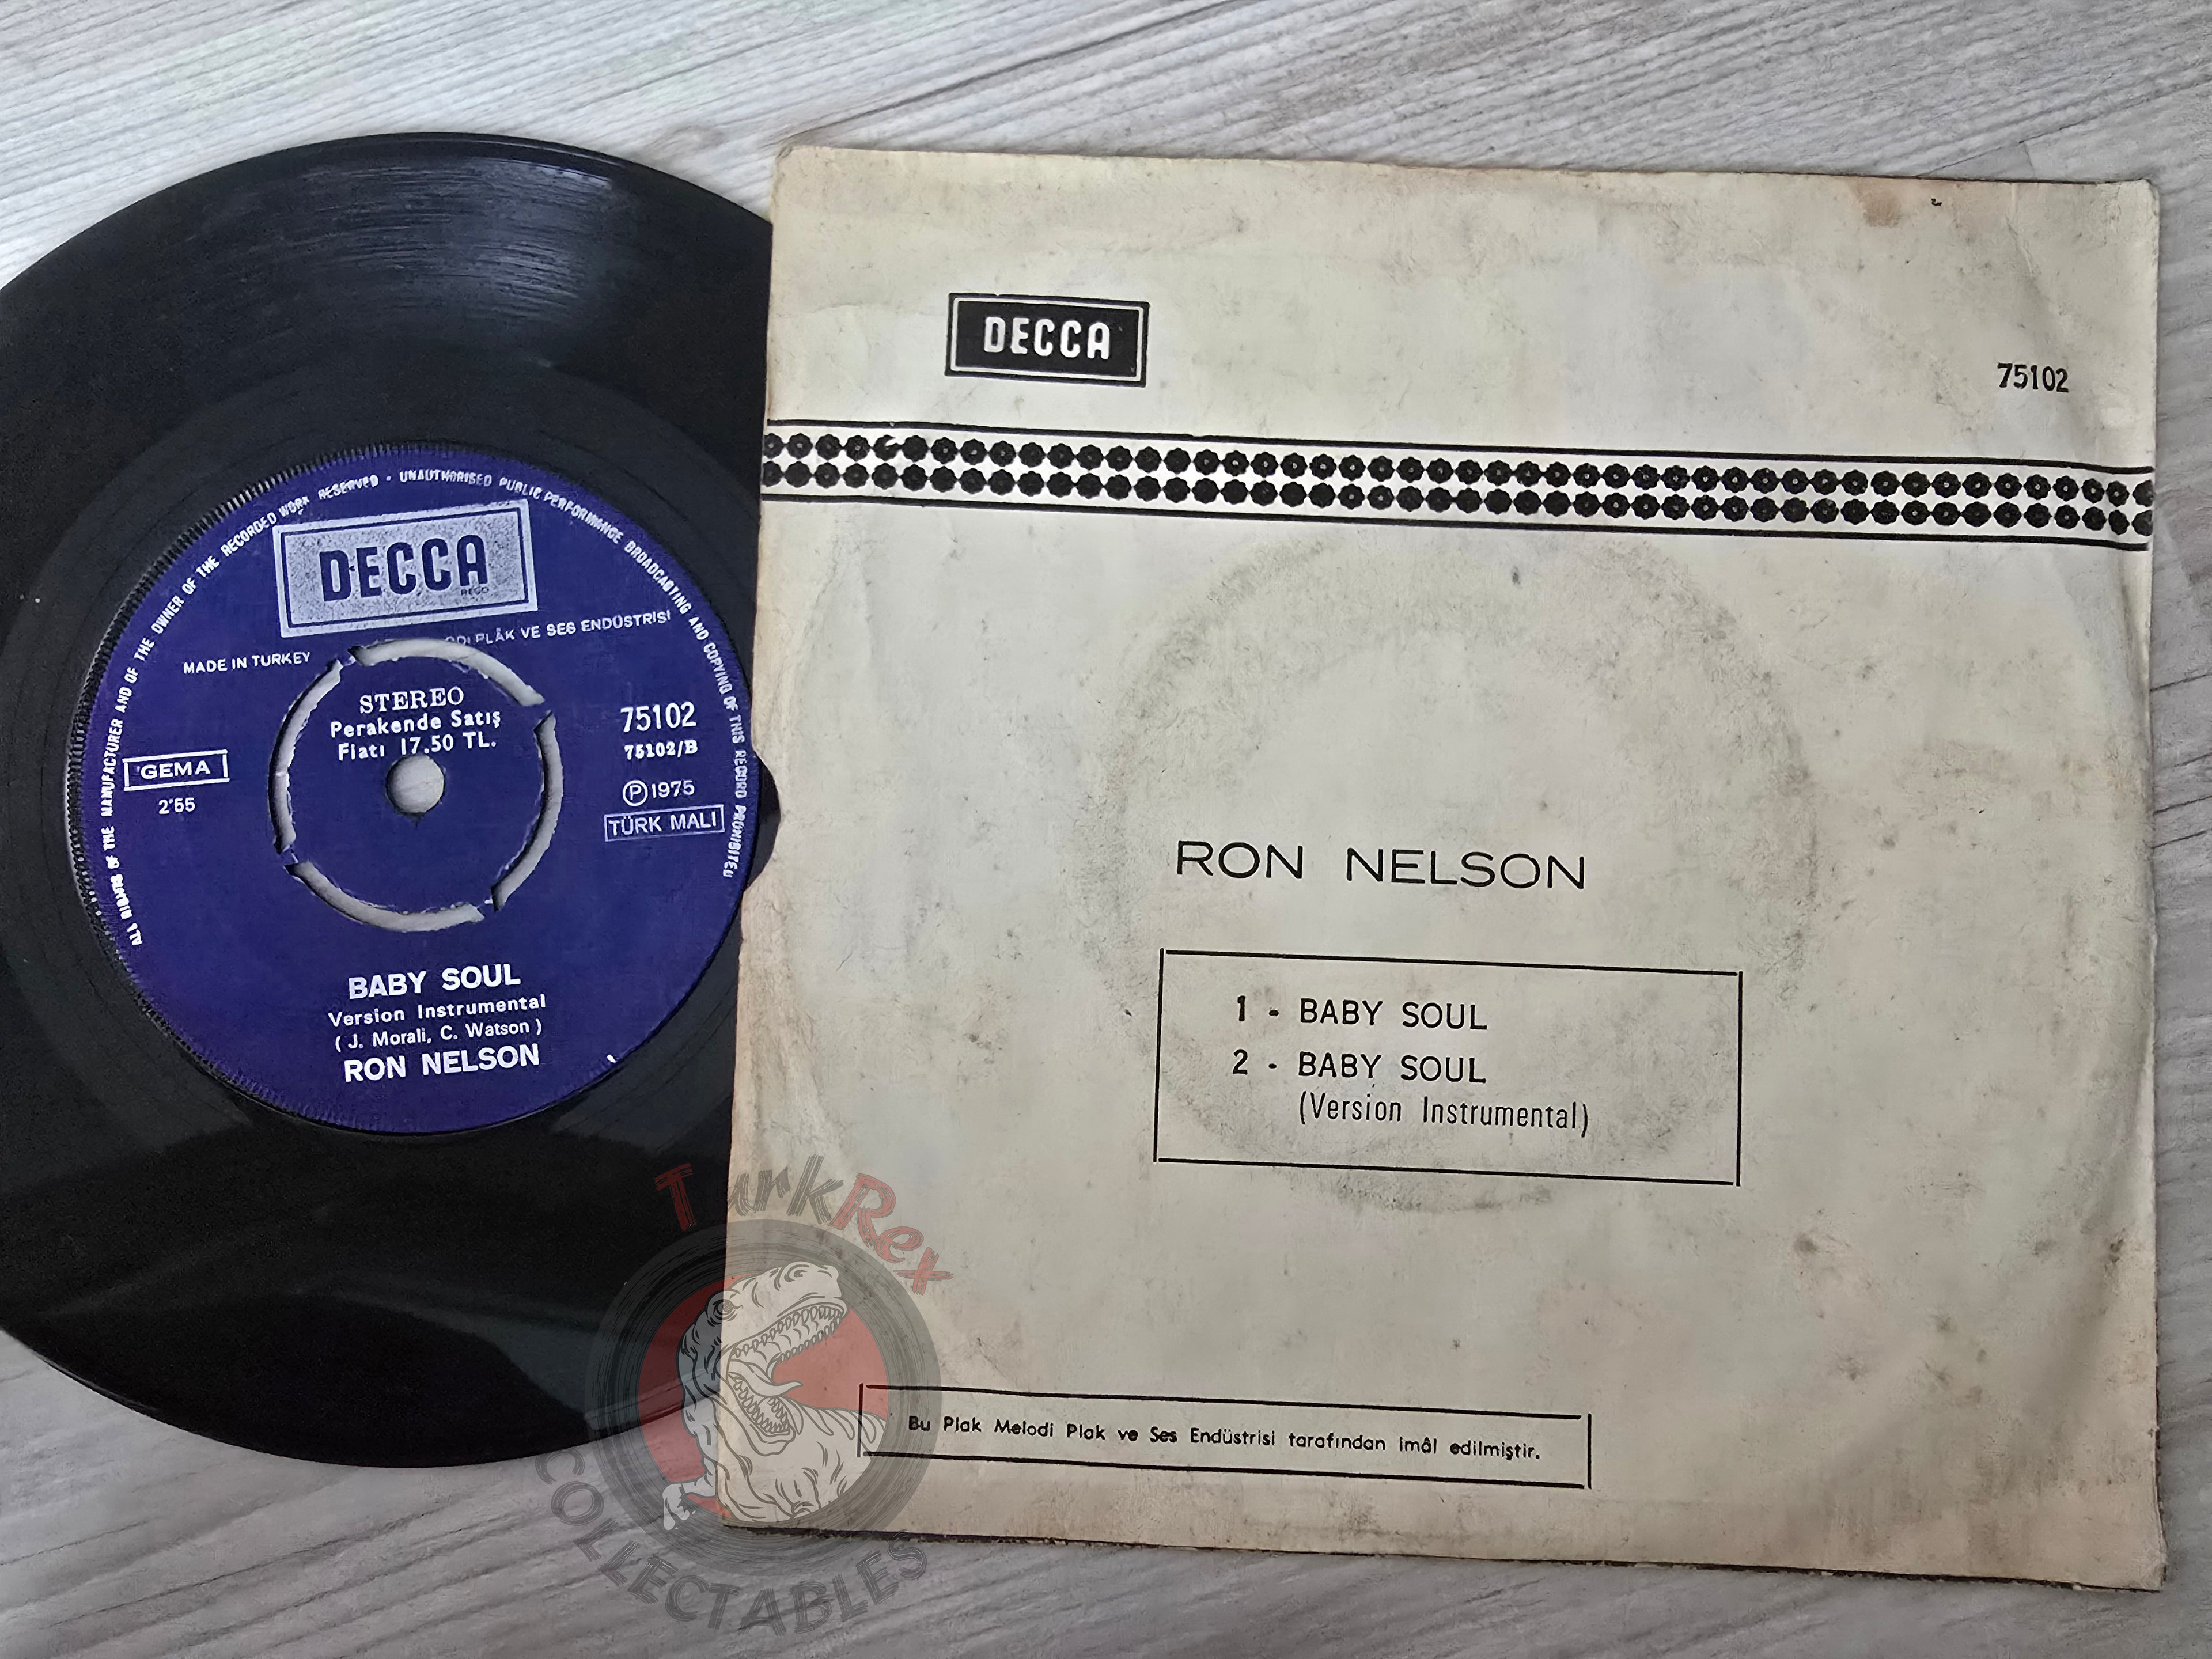 ALL RIGHTS OF THE MANUFACTURER AND OF THE OWNER OF THE RECORDED WORK RESERVED • UNAUTHORISED PUBLIC PERFORMANCE BROADCASTING AND COPYING OF THIS RECORD PROHIBITED
DECCA
REGD
PLÂK VE SES ENDÜSTRİSİ
MADE IN TURKEY
STEREO
Perakende Satış
Fiatı 17.50 TL.
75102
75102/B
GEMA
2'55
Ⓟ1975
TÜRK MALI
BABY SOUL
Version Instrumental
( J. Morali, C. Watson )
RON NELSON
DECCA
75102
RON NELSON
1 - BABY SOUL
2 - BABY SOUL
(Version Instrumental)
Bu Plak Melodi Plak ve Ses Endüstrisi tarafından imâl edilmiştir.
TurkRex
COLLECTABLES